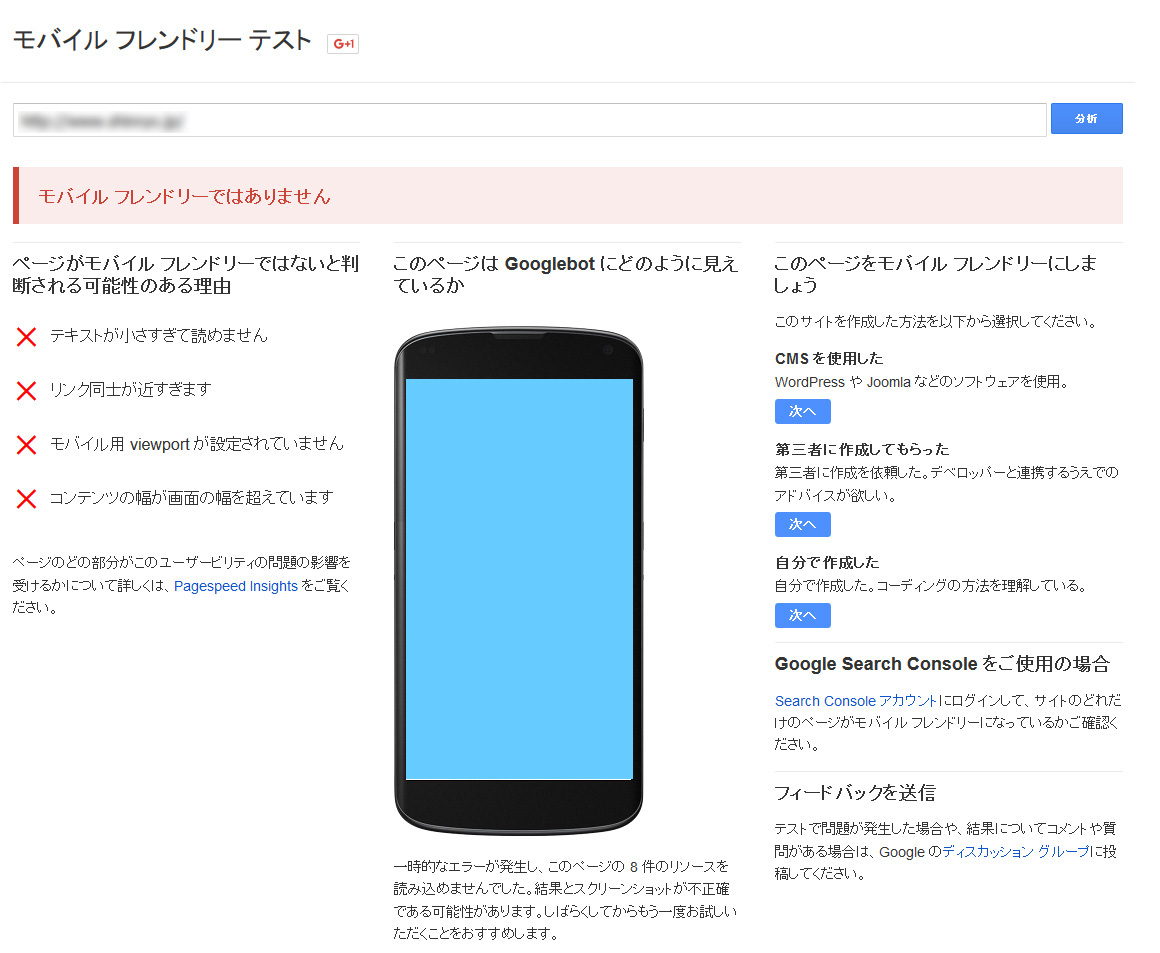 モバイル フレンドリー テスト
G+1
分析
モバイル フレンドリーではありません
ページがモバイル フレンドリーではないと判
断される可能性のある理由
テキストが小さすぎて読めません
リンク同士が近すぎます
モバイル用 viewport が設定されていません
コンテンツの幅が画面の幅を超えています
ページのどの部分がこのユーザービリティの問題の影響を
受けるかについて詳しくは、Pagespeed Insights をご覧く
ださい。
このページは Googlebot にどのように見え
ているか
一時的なエラーが発生し、このページの 8 件のリソースを
読み込めませんでした。結果とスクリーンショットが不正確
である可能性があります。しばらくしてからもう一度お試しい
ただくことをおすすめします。
このページをモバイル フレンドリーにしま
しょう
このサイトを作成した方法を以下から選択してください。
CMS を使用した
WordPress や Joomla などのソフトウェアを使用。
次へ
第三者に作成してもらった
第三者に作成を依頼した。デベロッパーと連携するうえでの
アドバイスが欲しい。
次へ
自分で作成した
自分で作成した。コーディングの方法を理解している。
次へ
Google Search Console をご使用の場合
Search Console アカウントにログインして、サイトのどれだ
けのページがモバイル フレンドリーになっているかご確認く
ださい。
フィードバックを送信
テストで問題が発生した場合や、結果についてコメントや質
問がある場合は、Google のディスカッション グループに投
稿してください。